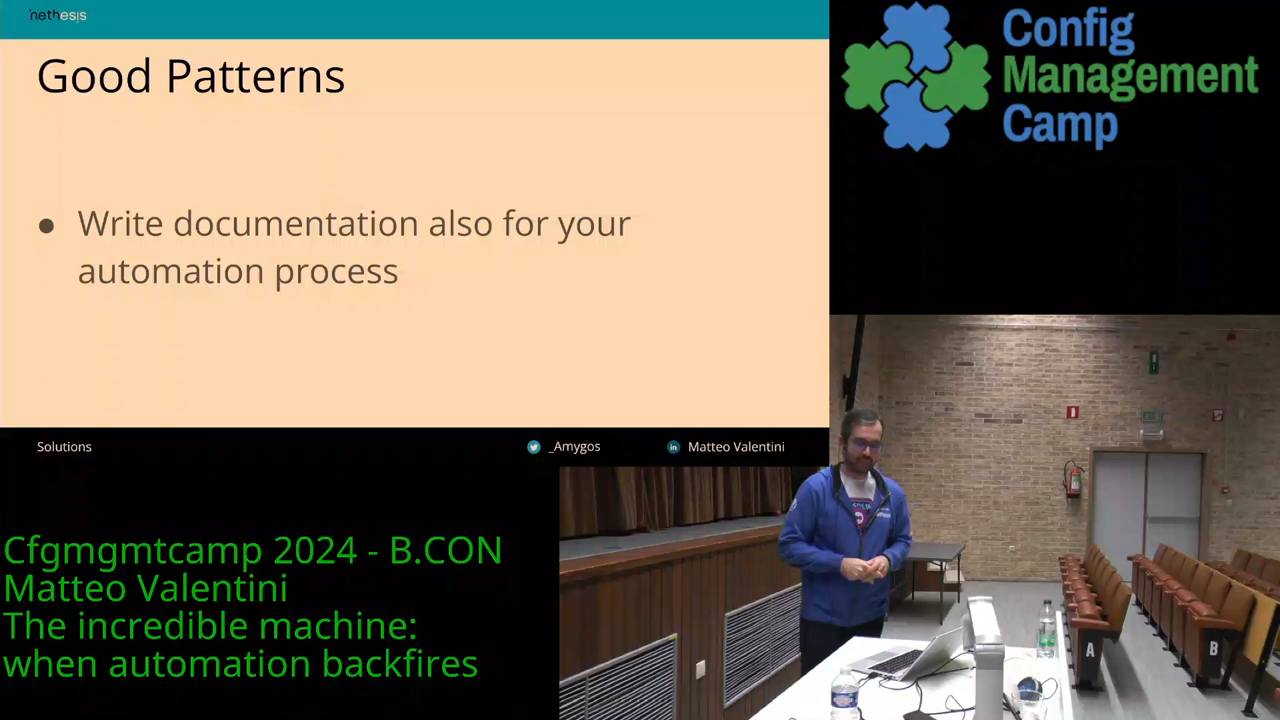 nethesis
Good Patterns
● Write documentation also for your
automation process
Solutions
_Amygos
in
Matteo Valentini
Config
Management
Camp
Cfgmgmtcamp 2024 - B.CON
Matteo Valentini
The incredible machine:
when automation backfires
A
B